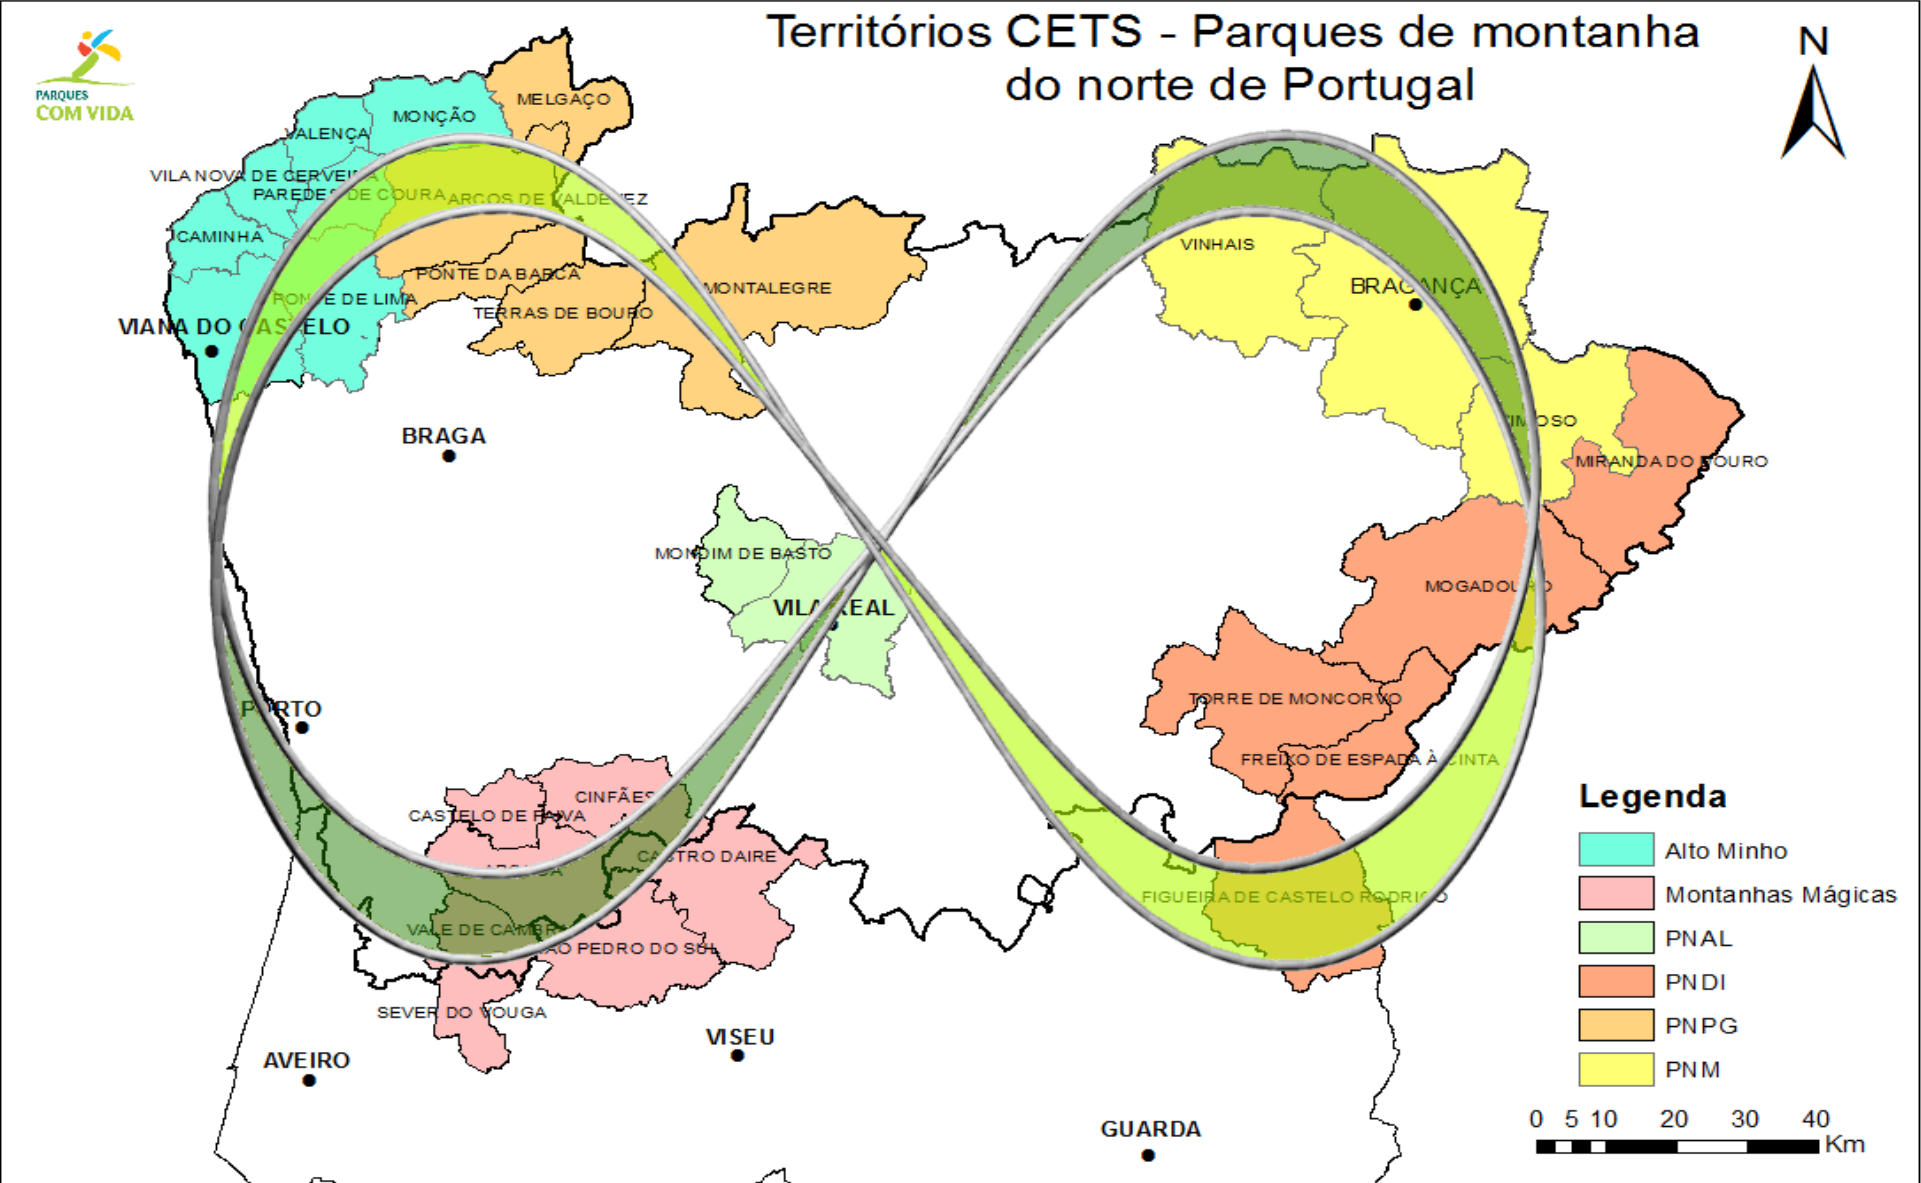 Territórios CETS - Parques de montanha
do norte de Portugal
N
PARQUES
COM VIDA
MELGAÇO
MONÇÃO
VALENÇA
VILA NOVA DE CERVEIRA
PAREDES DE COURA
ARCOS DE VALDEVEZ
CAMINHA
VINHAIS
PONTE DA BARCA
MONTALEGRE
BRAGANÇA
PONTE DE LIMA
TERRAS DE BOURO
VIANA DO CASTELO
IMOSO
BRAGA
MIRANDA DO DOURO
MONDIM DE BASTO
MOGADOURO
VILA REAL
TORRE DE MONCORVO
PORTO
FREIXO DE ESPADA À CINTA
CINFÃES
CASTELO DE PAIVA
CASTRO DAIRE
FIGUEIRA DE CASTELO RODRIGO
VALE DE CAMBRA
SÃO PEDRO DO SUL
SEVER DO VOUGA
VISEU
AVEIRO
GUARDA
Legenda
Alto Minho
Montanhas Mágicas
PNAL
PNDI
PNPG
PNM
0 5 10 20 30 40
Km